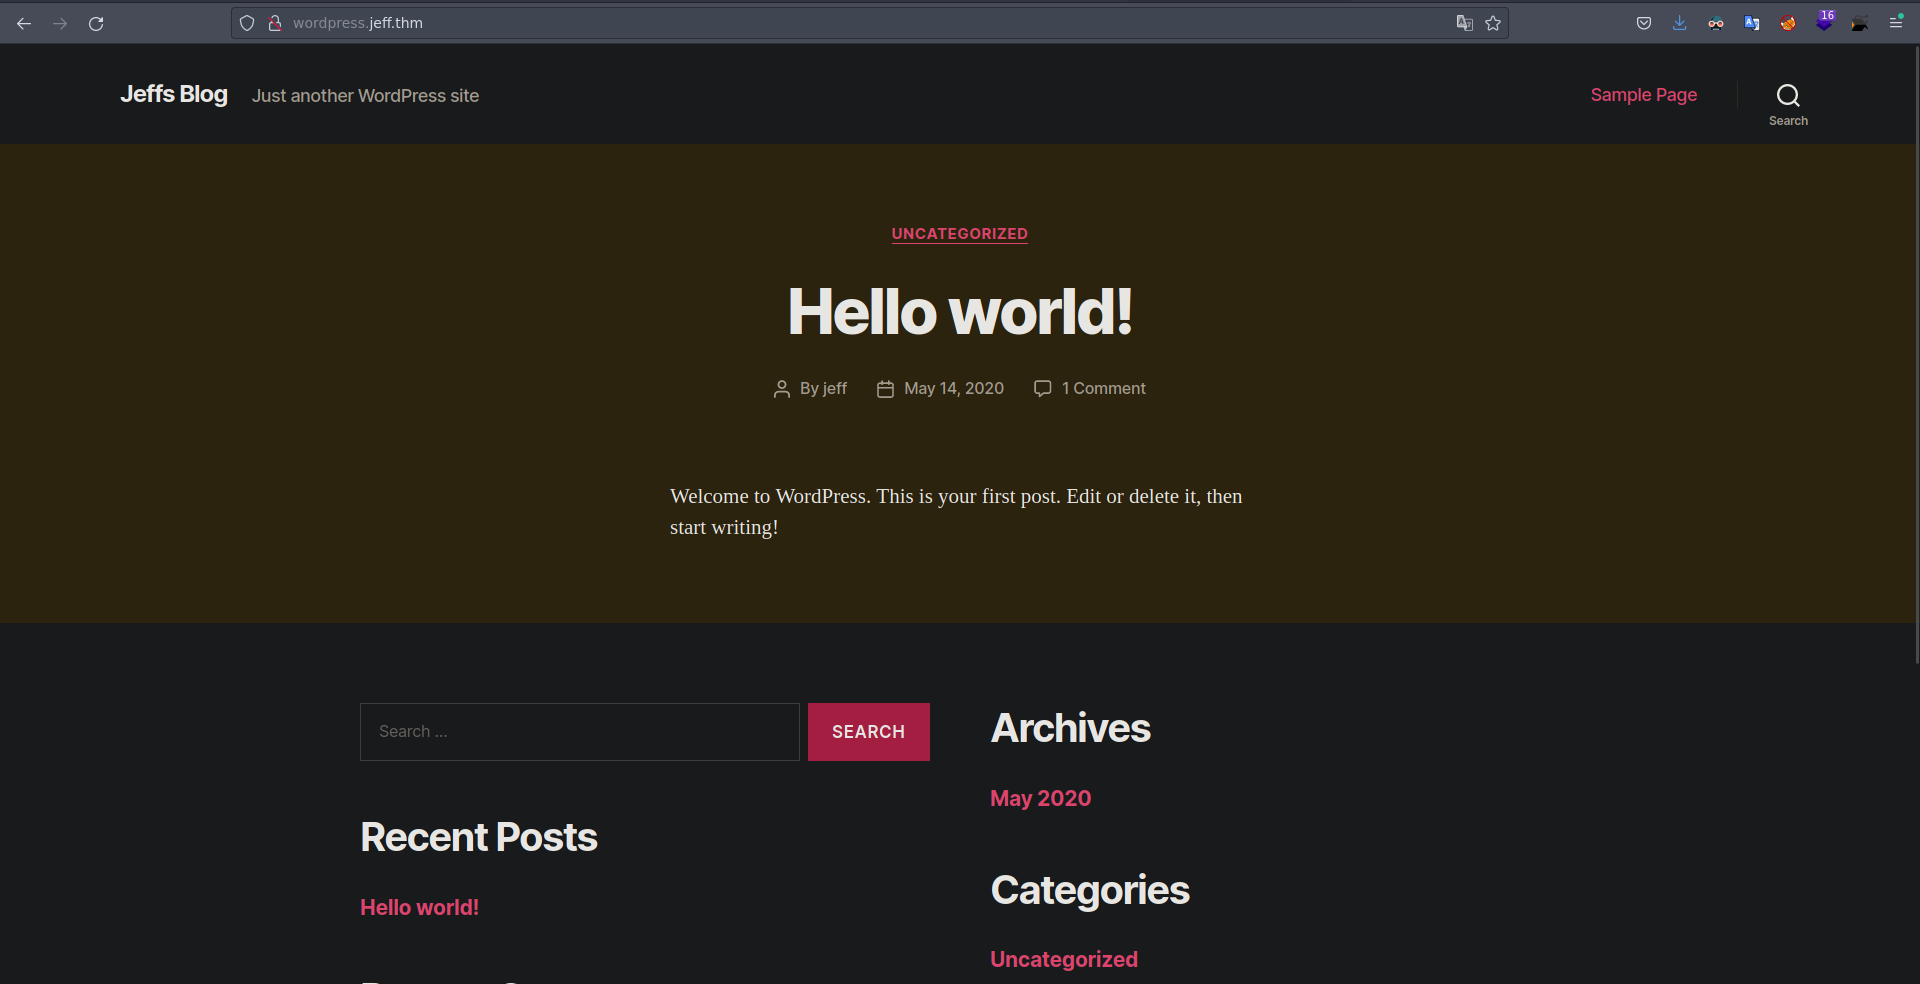 wordpress.jeff.thm
16
Jeffs Blog Just another WordPress site
Sample Page
Search
UNCATEGORIZED
Hello world!
By jeff May 14, 2020 1 Comment
Welcome to WordPress. This is your first post. Edit or delete it, then
start writing!
Search …
SEARCH
Recent Posts
Hello world!
Archives
May 2020
Categories
Uncategorized